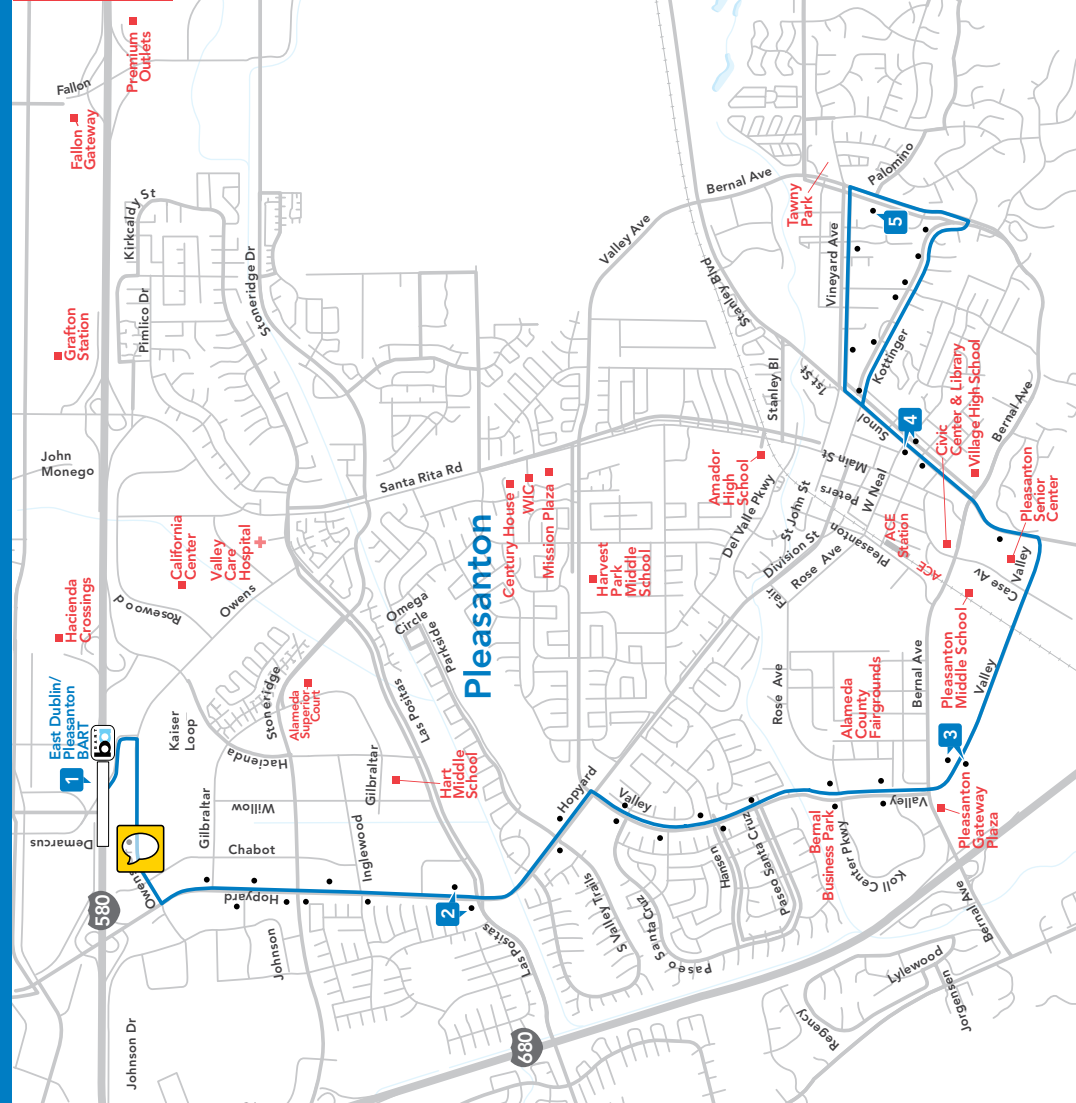 Premium
Outlets
Fallon
Fallon
Gateway
Kirkcaldy St
Pimlico Dr
Stoneridge Dr
Grafton
Station
John
Monego
Hacienda
Crossings
California
Center
Valley
Care
Hospital
Rosewood
Owens
Santa Rita Rd
Valley Ave
Bernal Ave
Stanley Blvd
Stanley Bl
1st St
Tawny
Park
Vineyard Ave
Palomino
5
Kottinger
Sunol
4
Main St
Peters
W Neal
Civic
Center & Library
Village High School
Bernal Ave
Pleasanton
Senior
Center
Amador
High
School
Del Valle Pkwy
St John St
Division St
Rose Ave
Fair
Pleasanton
ACE
Station
ACE
Case Av
Valley
Century House
WIC
Mission Plaza
Harvest
Park
Middle
School
Pleasanton
Omega
Circle
Parkside
Las Positas
Stoneridge
Alameda
Superior
Court
Kaiser
Loop
Hacienda
Gilbraltar
Gilbraltar
Willow
Hart
Middle
School
East Dublin/
Pleasanton
BART
1
BART
ba
Demarcus
Owens
580
Chabot
Inglewood
Hopyard
Johnson
Johnson Dr
2
Las Positas
680
Hopyard
Valley
S Valley Trails
Paseo Santa Cruz
Hansen
Paseo Santa Cruz
Rose Ave
Bernal Ave
Alameda
County
Fairgrounds
Pleasanton
Middle School
Valley
3
Valley
Pleasanton
Gateway
Plaza
Bernal
Business Park
Koll Center Pkwy
Bernal Ave
Lylewood
Jorgensen
Regency